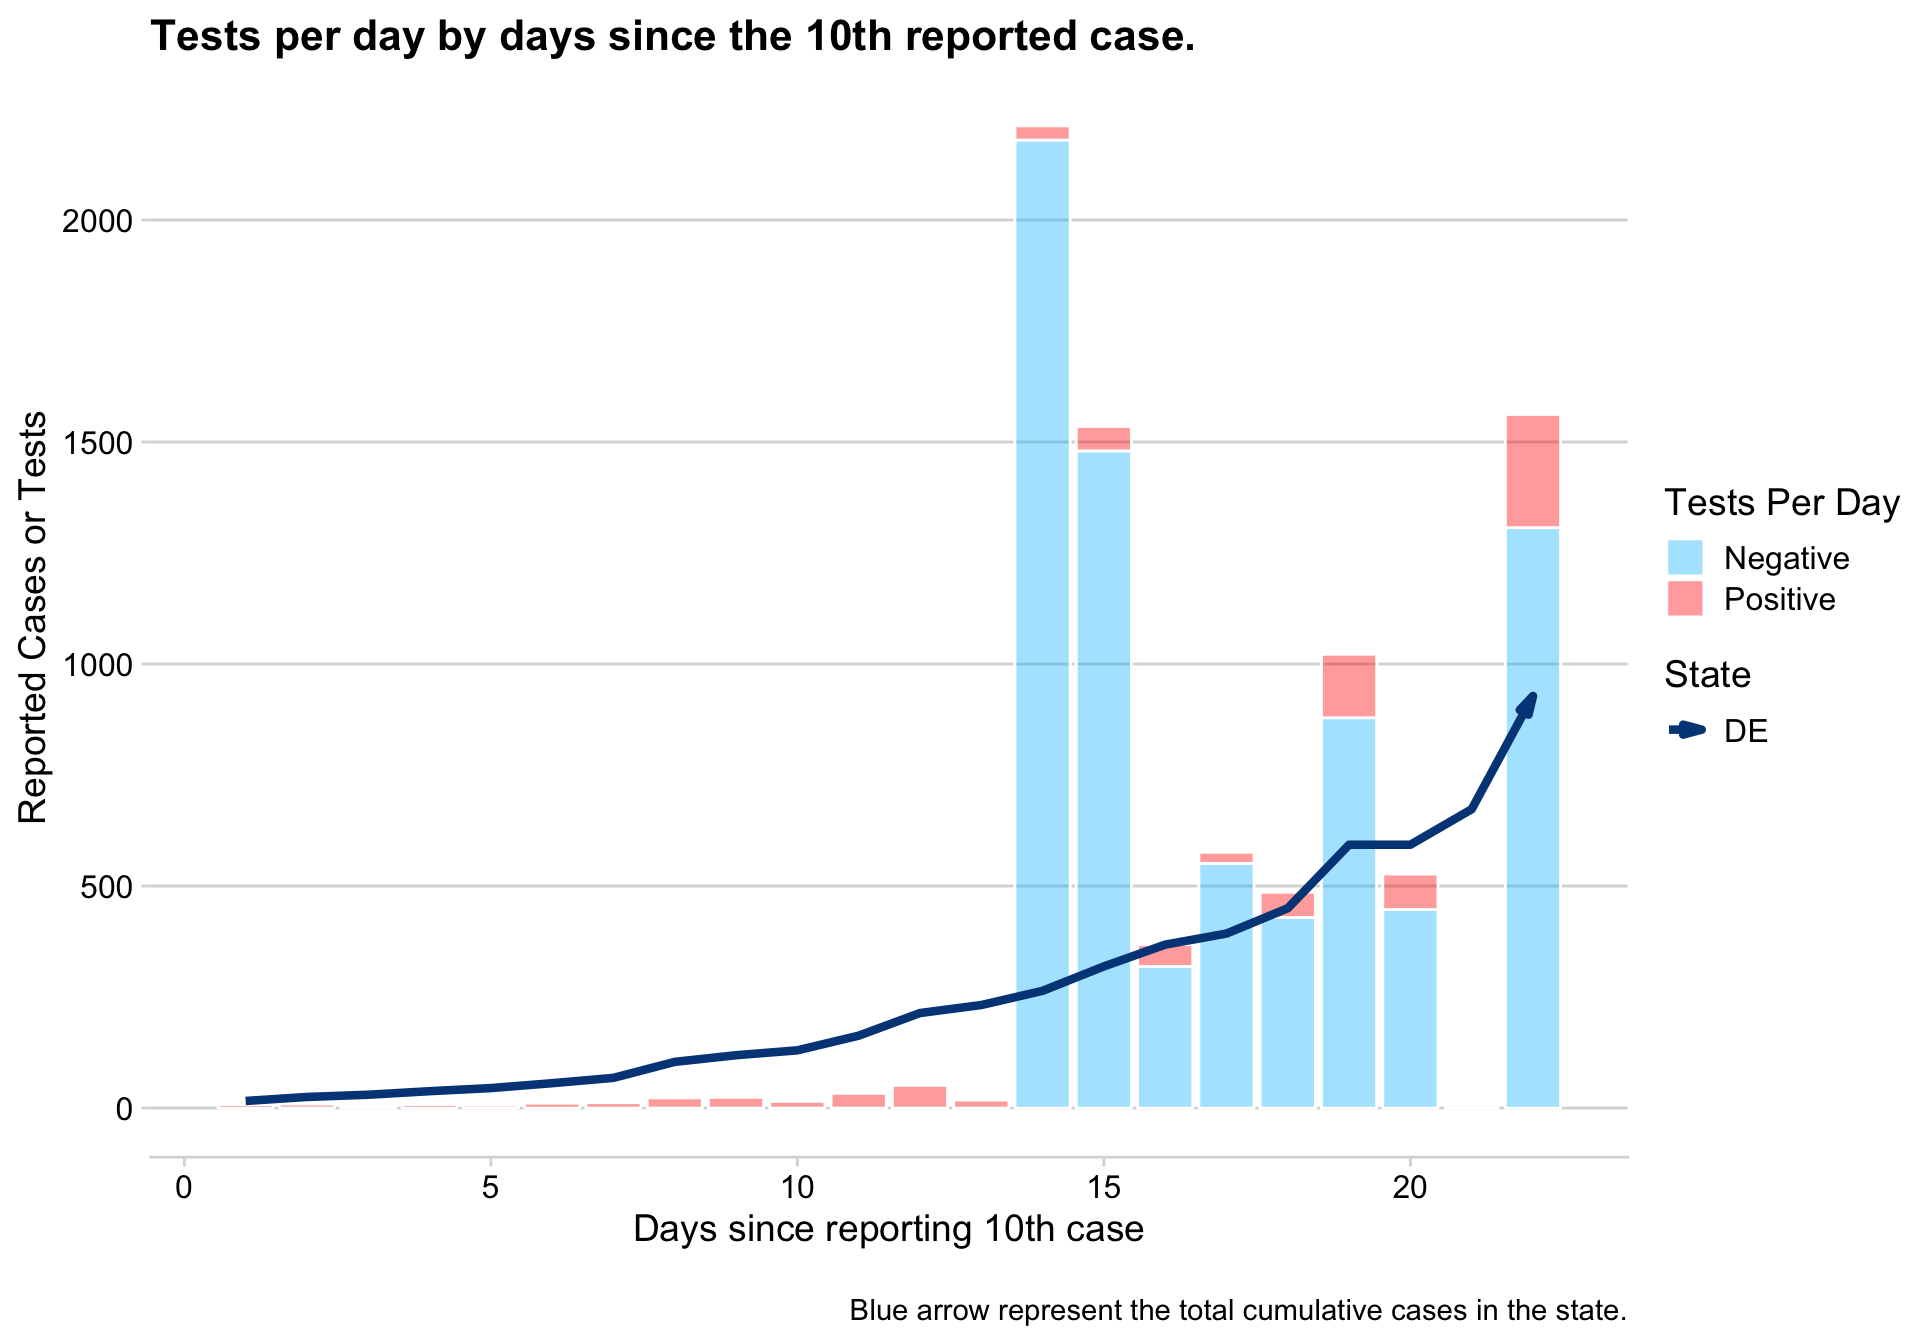 Tests per day by days since the 10th reported case.
Reported Cases or Tests
2000
1500
1000
500
0
0 5 10 15 20
Days since reporting 10th case
Tests Per Day
Negative
Positive
State
DE
Blue arrow represent the total cumulative cases in the state.